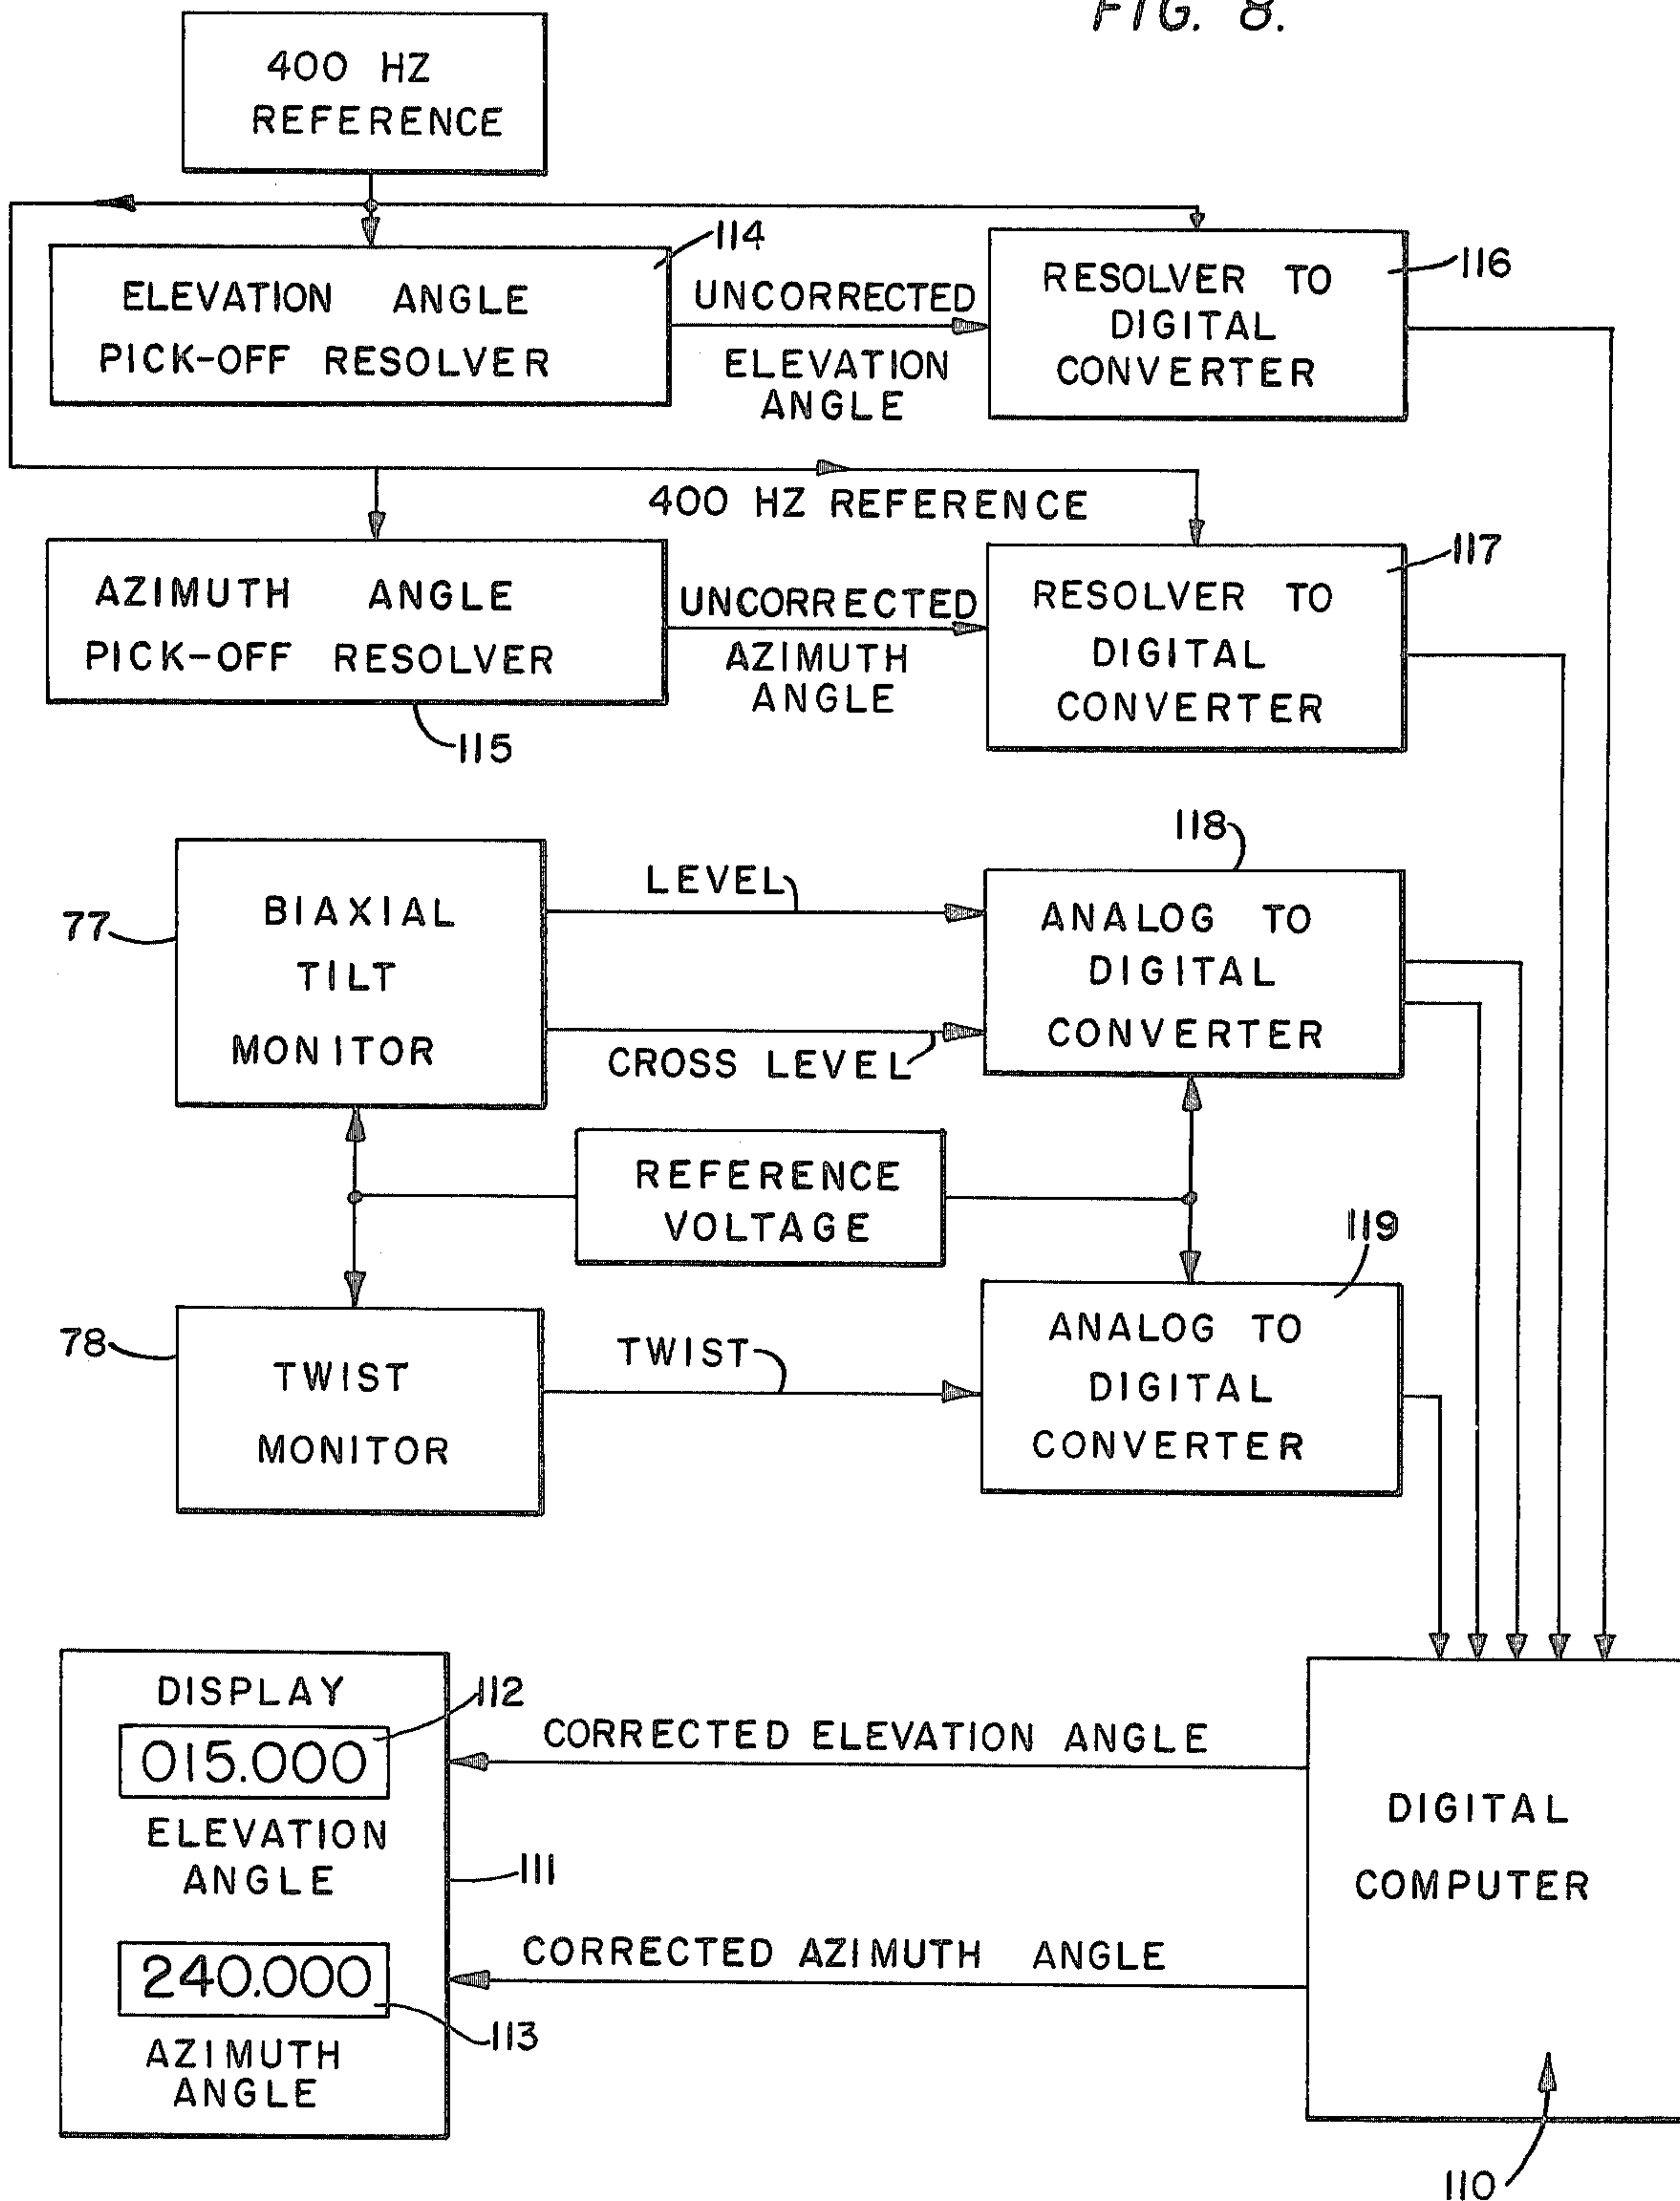 FIG. 8.
400 HZ
REFERENCE
114
ELEVATION ANGLE
PICK-OFF RESOLVER
UNCORRECTED
ELEVATION
ANGLE
116
RESOLVER TO
DIGITAL
CONVERTER
400 HZ REFERENCE
AZIMUTH ANGLE
PICK-OFF RESOLVER
115
UNCORRECTED
AZIMUTH
ANGLE
117
RESOLVER TO
DIGITAL
CONVERTER
77
BIAXIAL
TILT
MONITOR
LEVEL
CROSS LEVEL
118
ANALOG TO
DIGITAL
CONVERTER
REFERENCE
VOLTAGE
78
TWIST
MONITOR
TWIST
119
ANALOG TO
DIGITAL
CONVERTER
DISPLAY
112
015.000
ELEVATION
ANGLE
111
240.000
113
AZIMUTH
ANGLE
CORRECTED ELEVATION ANGLE
CORRECTED AZIMUTH ANGLE
DIGITAL
COMPUTER
110